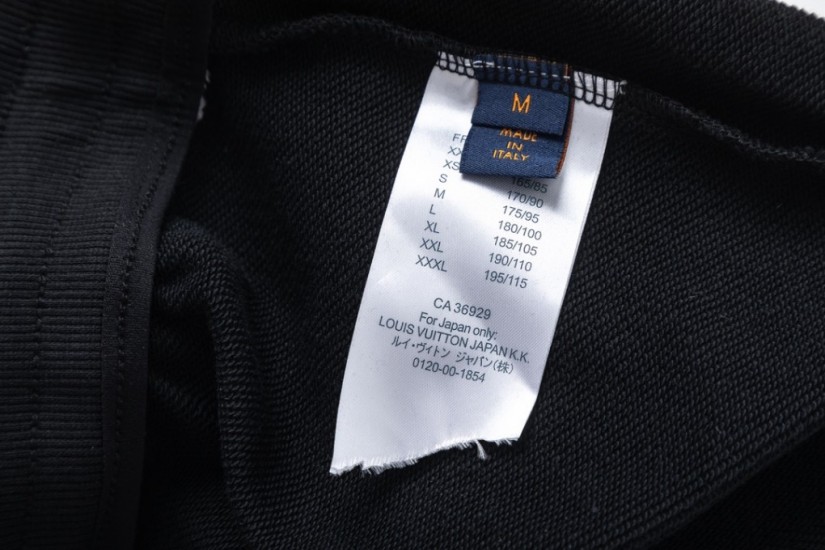 M
MADE
IN
ITALY
165/85
S
170/90
M
175/95
L
180/100
XL
185/105
XXL
190/110
XXXL
195/115
CA 36929
For Japan only:
LOUIS VUITTON JAPAN K.K.
ルイ・ヴィトン ジャパン(株)
0120-00-1854